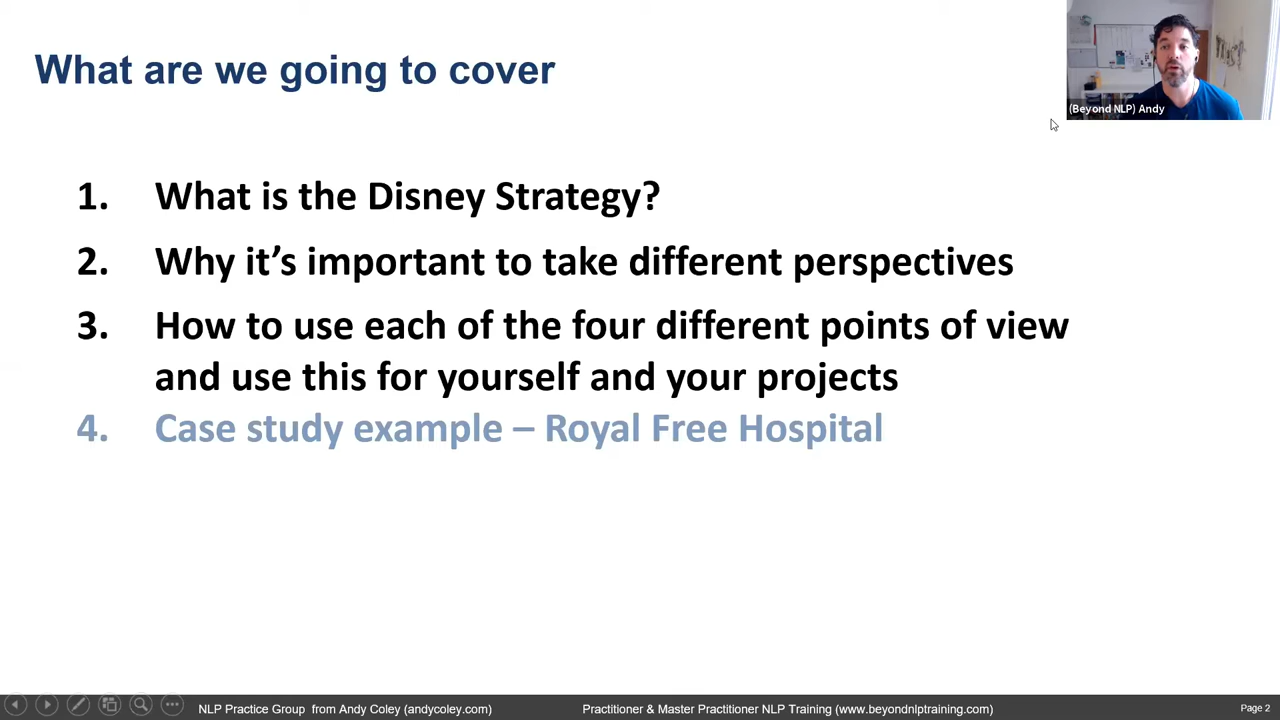 What are we going to cover
(Beyond NLP) Andy
1. What is the Disney Strategy?
2. Why it’s important to take different perspectives
3. How to use each of the four different points of view
and use this for yourself and your projects
4. Case study example – Royal Free Hospital
NLP Practice Group from Andy Coley (andycoley.com)
Practitioner & Master Practitioner NLP Training (www.beyondnlptraining.com)
Page 2